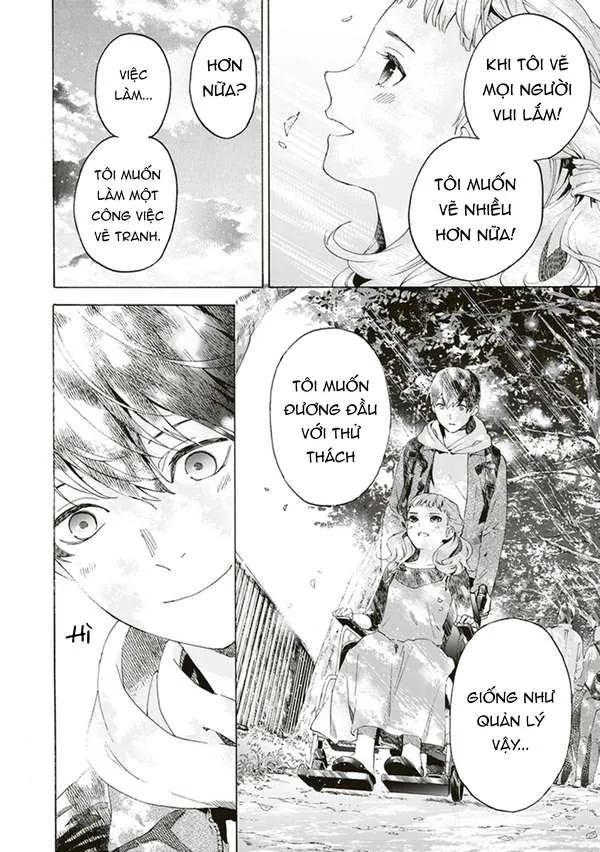 KHI TÔI VẼ
MỌI NGƯỜI
VUI LẮM!
TÔI MUỐN
VẼ NHIỀU
HƠN NỮA!
HƠN
NỮA?
VIỆC
LÀM...
TÔI MUỐN
LÀM MỘT
CÔNG VIỆC
VẼ TRANH.
TÔI MUỐN
ĐƯƠNG ĐẦU
VỚI THỬ
THÁCH
GIỐNG NHƯ
QUẢN LÝ
VẬY...
HÌ